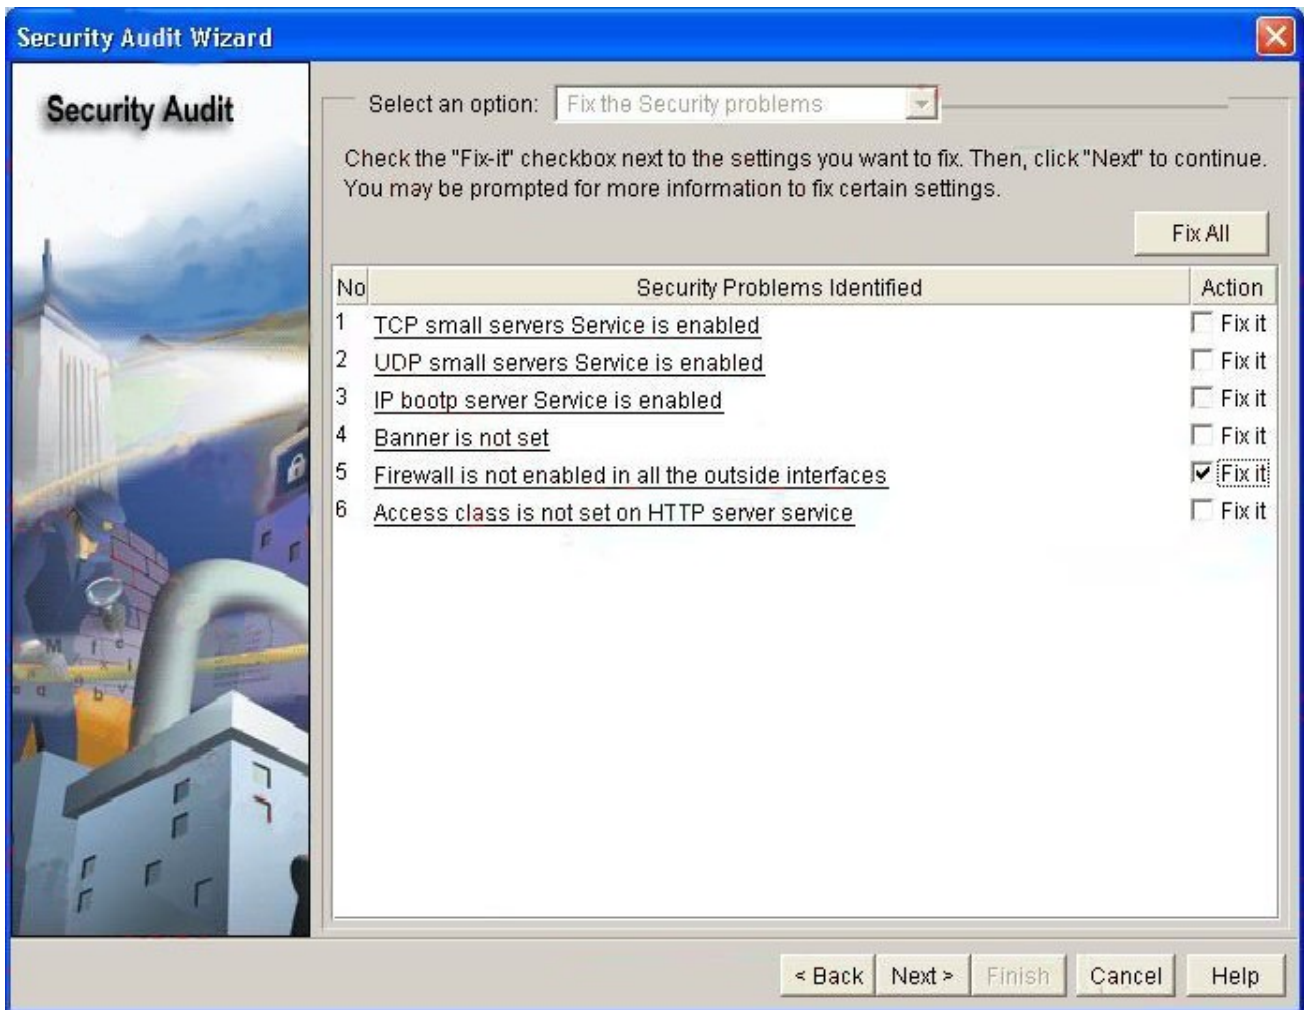 Security Audit Wizard
Security Audit
Select an option: Fix the Security problems
Check the "Fix-it" checkbox next to the settings you want to fix. Then, click "Next" to continue.
You may be prompted for more information to fix certain settings.
Fix All
No Security Problems Identified Action
1 TCP small servers Service is enabled Fix it
2 UDP small servers Service is enabled Fix it
3 IP bootp server Service is enabled Fix it
4 Banner is not set Fix it
5 Firewall is not enabled in all the outside interfaces Fix it
6 Access class is not set on HTTP server service Fix it
< Back Next > Finish Cancel Help